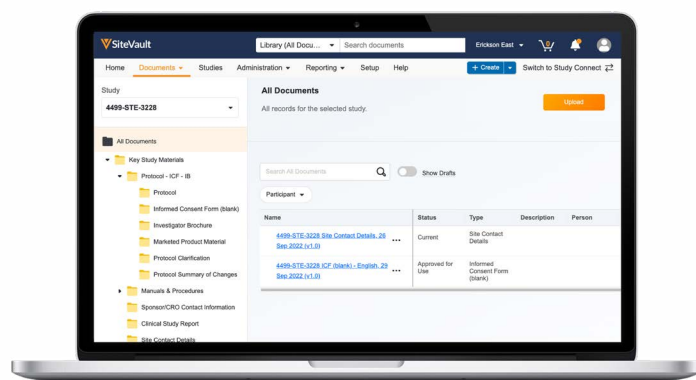 SiteVault
Library (All Docu...
Search documents
Erickson East
Home
Documents
Studies
Administration
Reporting
Setup
Help
+ Create
Switch to Study Connect
Study
4499-STE-3228
All Documents
Key Study Materials
Protocol - ICF - IB
Protocol
Informed Consent Form (blank)
Investigator Brochure
Marketed Product Material
Protocol Clarification
Protocol Summary of Changes
Manuals & Procedures
Sponsor/CRO Contact Information
Clinical Study Report
Site Contact Details
All Documents
All records for the selected study.
Upload
Search All Documents
Show Drafts
Participant
Name
Status
Type
Description
Person
4499-STE-3228 Site Contact Details, 26
Sep 2022 (v1.0)
...
Current
Site Contact
Details
4499-STE-3228 ICF (blank) - English, 29
Sep 2022 (v1.0)
...
Approved for
Use
Informed
Consent Form
(blank)